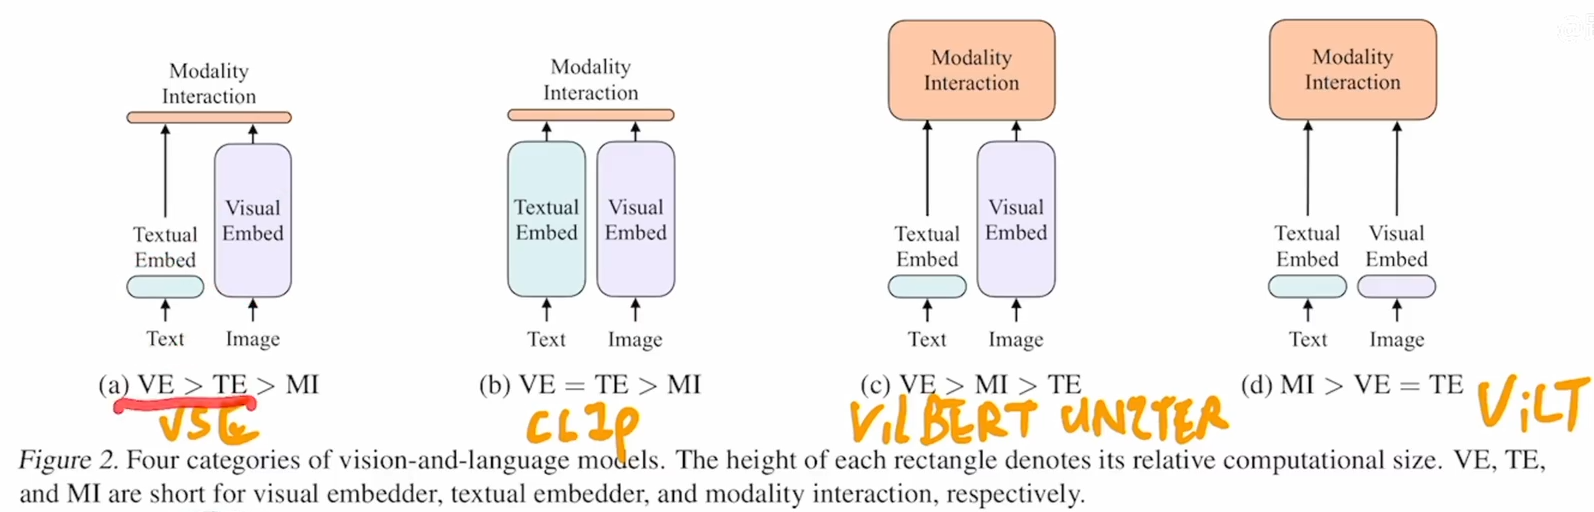 Modality
Interaction
Textual
Embed
Visual
Embed
Text
Image
(a) VE > TE > MI
VSE
Modality
Interaction
Textual
Embed
Visual
Embed
Text
Image
(b) VE = TE > MI
CLIP
Modality
Interaction
Textual
Embed
Visual
Embed
Text
Image
(c) VE > MI > TE
ViLBERT UNITER
Modality
Interaction
Textual
Embed
Visual
Embed
Text
Image
(d) MI > VE = TE
ViLT
Figure 2. Four categories of vision-and-language models. The height of each rectangle denotes its relative computational size. VE, TE,
and MI are short for visual embedder, textual embedder, and modality interaction, respectively.